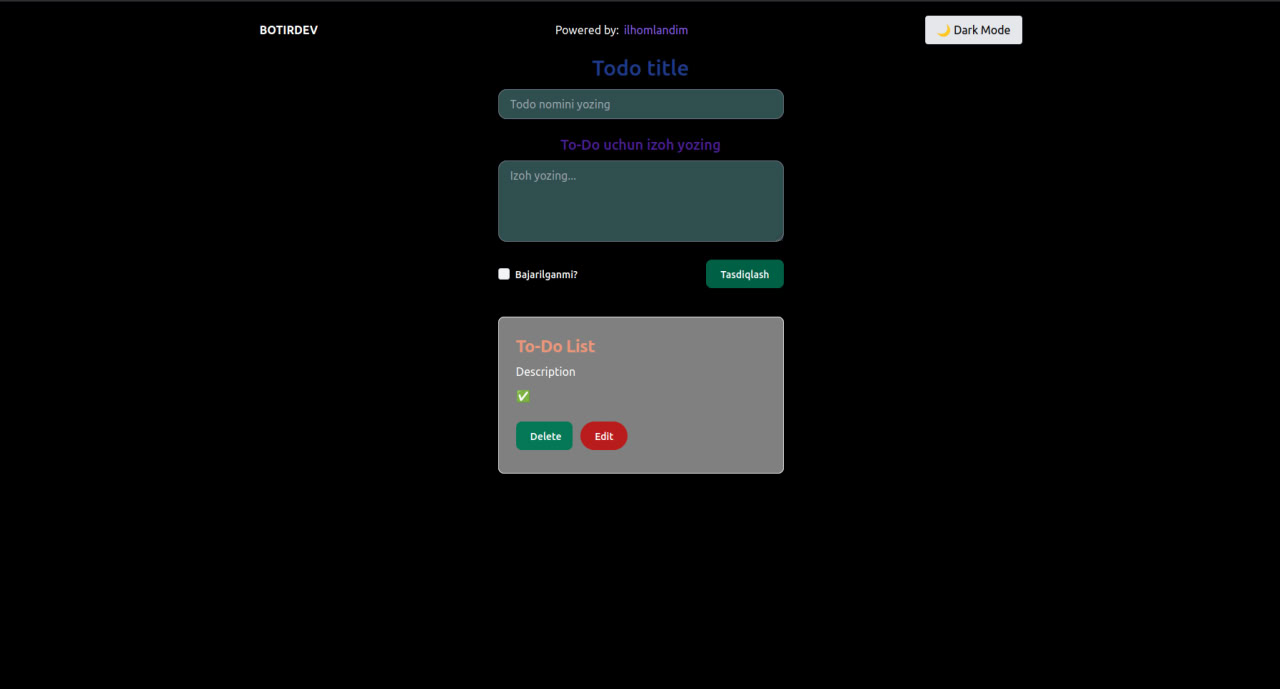 BOTIRDEV
Powered by: ilhomlandim
🌙 Dark Mode
Todo title
Todo nomini yozing
To-Do uchun izoh yozing
Izoh yozing...
Bajarilganmi?
Tasdiqlash
To-Do List
Description
✅
Delete
Edit